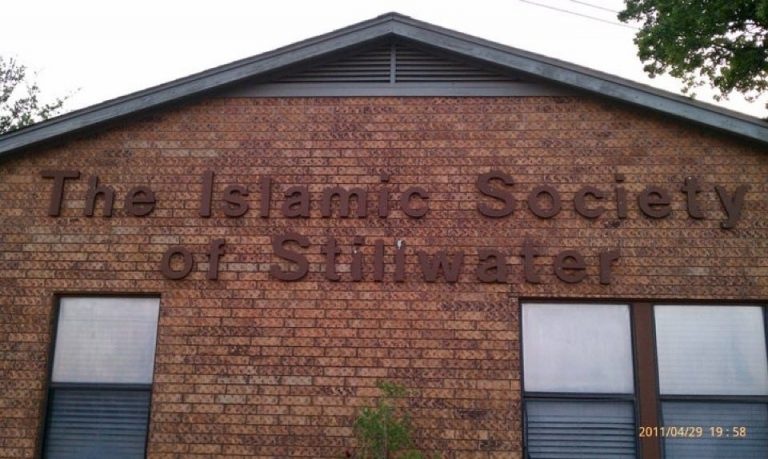 The Islamic Society
of Stillwater
2011/04/29 19:58